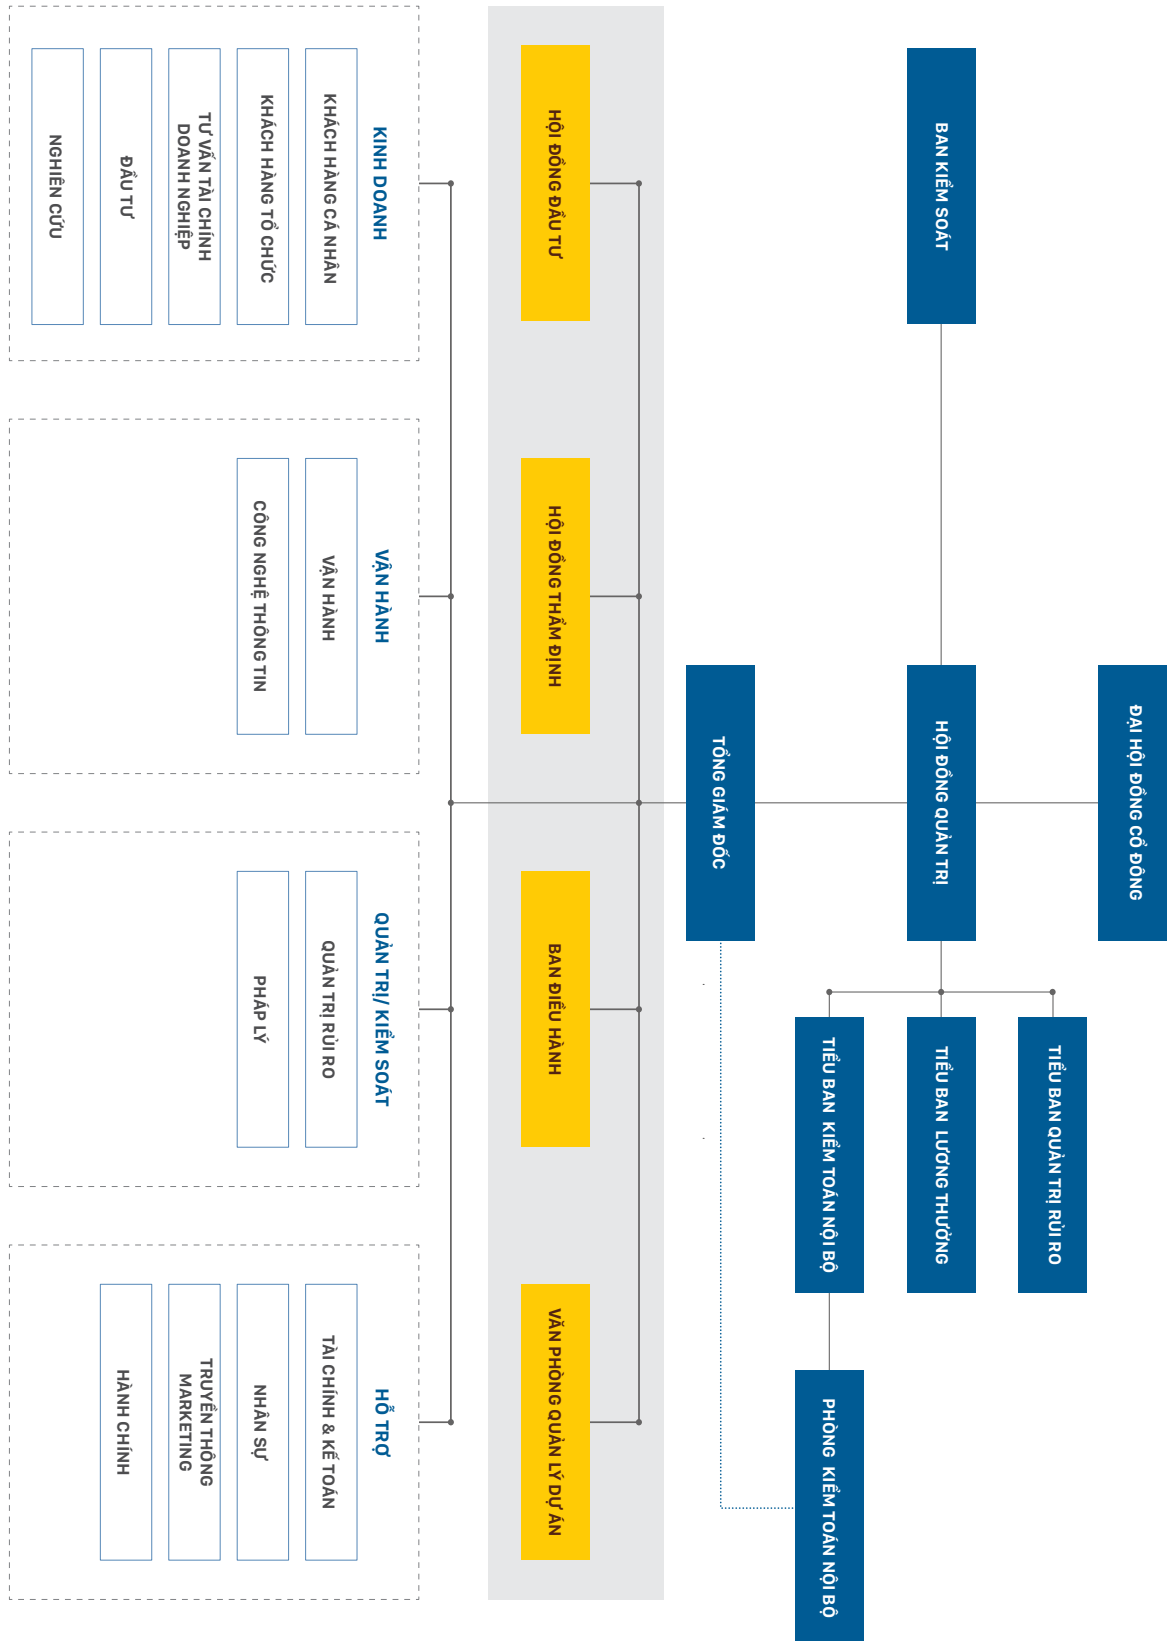 ĐẠI HỘI ĐỒNG CỔ ĐÔNG
BAN KIỂM SOÁT
HỘI ĐỒNG QUẢN TRỊ
TIỂU BAN QUẢN TRỊ RỦI RO
TIỂU BAN LƯƠNG THƯỞNG
TIỂU BAN KIỂM TOÁN NỘI BỘ
PHÒNG KIỂM TOÁN NỘI BỘ
TỔNG GIÁM ĐỐC
HỘI ĐỒNG ĐẦU TƯ
HỘI ĐỒNG THẨM ĐỊNH
BAN ĐIỀU HÀNH
VĂN PHÒNG QUẢN LÝ DỰ ÁN
KINH DOANH
KHÁCH HÀNG CÁ NHÂN
KHÁCH HÀNG TỔ CHỨC
TƯ VẤN TÀI CHÍNH
DOANH NGHIỆP
ĐẦU TƯ
NGHIÊN CỨU
VẬN HÀNH
VẬN HÀNH
CÔNG NGHỆ THÔNG TIN
QUẢN TRỊ/ KIỂM SOÁT
QUẢN TRỊ RỦI RO
PHÁP LÝ
HỖ TRỢ
TÀI CHÍNH & KẾ TOÁN
NHÂN SỰ
TRUYỀN THÔNG
MARKETING
HÀNH CHÍNH